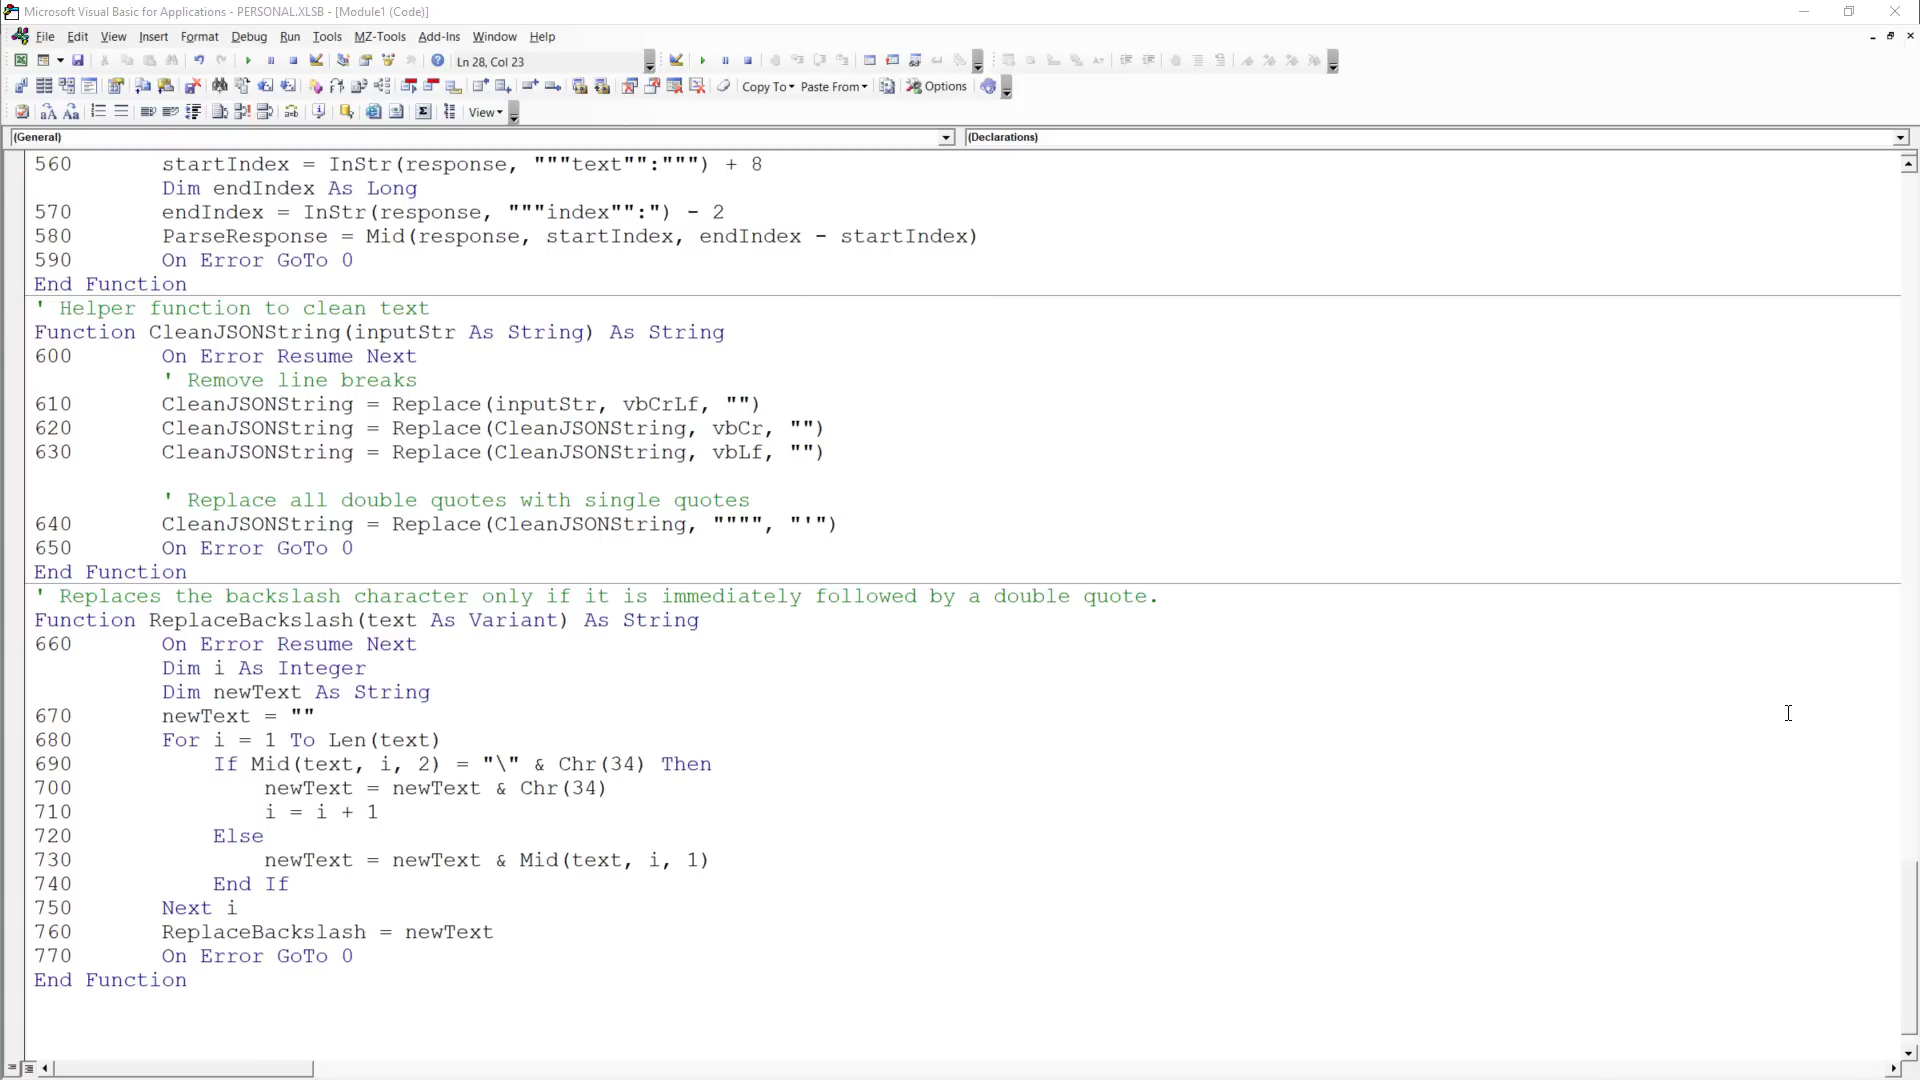 Microsoft Visual Basic for Applications - PERSONAL.XLSB - [Module1 (Code)]
File Edit View Insert Format Debug Run Tools MZ-Tools Add-Ins Window Help
Ln 28, Col 23
Copy To Paste From Options
View
(General) (Declarations)
560 startIndex = InStr(response, """text"":""") + 8
Dim endIndex As Long
570 endIndex = InStr(response, """index"":") - 2
580 ParseResponse = Mid(response, startIndex, endIndex - startIndex)
590 On Error GoTo 0
End Function
' Helper function to clean text
Function CleanJSONString(inputStr As String) As String
600 On Error Resume Next
' Remove line breaks
610 CleanJSONString = Replace(inputStr, vbCrLf, "")
620 CleanJSONString = Replace(CleanJSONString, vbCr, "")
630 CleanJSONString = Replace(CleanJSONString, vbLf, "")
' Replace all double quotes with single quotes
640 CleanJSONString = Replace(CleanJSONString, """", "'")
650 On Error GoTo 0
End Function
' Replaces the backslash character only if it is immediately followed by a double quote.
Function ReplaceBackslash(text As Variant) As String
660 On Error Resume Next
Dim i As Integer
Dim newText As String
670 newText = ""
680 For i = 1 To Len(text)
690 If Mid(text, i, 2) = "\" & Chr(34) Then
700 newText = newText & Chr(34)
710 i = i + 1
720 Else
730 newText = newText & Mid(text, i, 1)
740 End If
750 Next i
760 ReplaceBackslash = newText
770 On Error GoTo 0
End Function